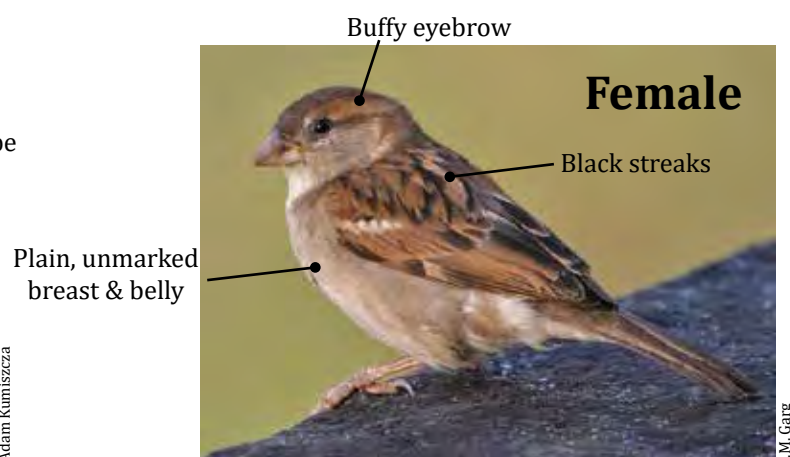 Buffy eyebrow
Female
Black streaks
Plain, unmarked
breast & belly
Adam Kumiszcza
.M. Garg